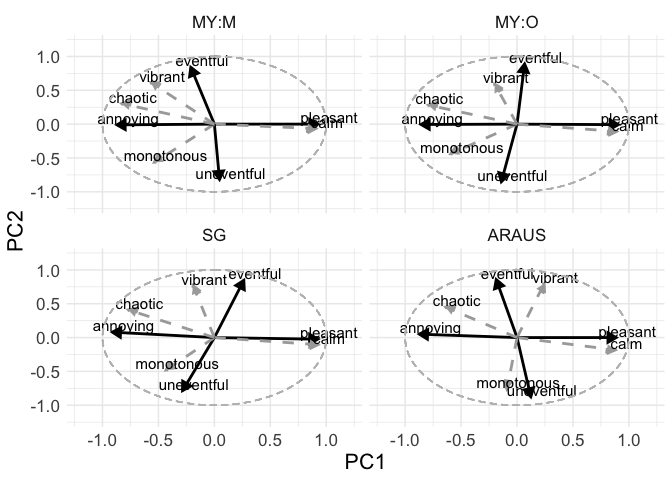 MY:M
MY:O
1.0
0.5
0.0
-0.5
-1.0
eventful
vibrant
chaotic
annoying
pleasant
calm
monotonous
uneventful
eventful
vibrant
chaotic
annoying
pleasant
calm
monotonous
uneventful
PC2
SG
ARAUS
1.0
0.5
0.0
-0.5
-1.0
vibrant
eventful
chaotic
annoying
pleasant
calm
monotonous
uneventful
eventful
vibrant
chaotic
annoying
pleasant
calm
monotonous
uneventful
-1.0 -0.5 0.0 0.5 1.0
-1.0 -0.5 0.0 0.5 1.0
PC1